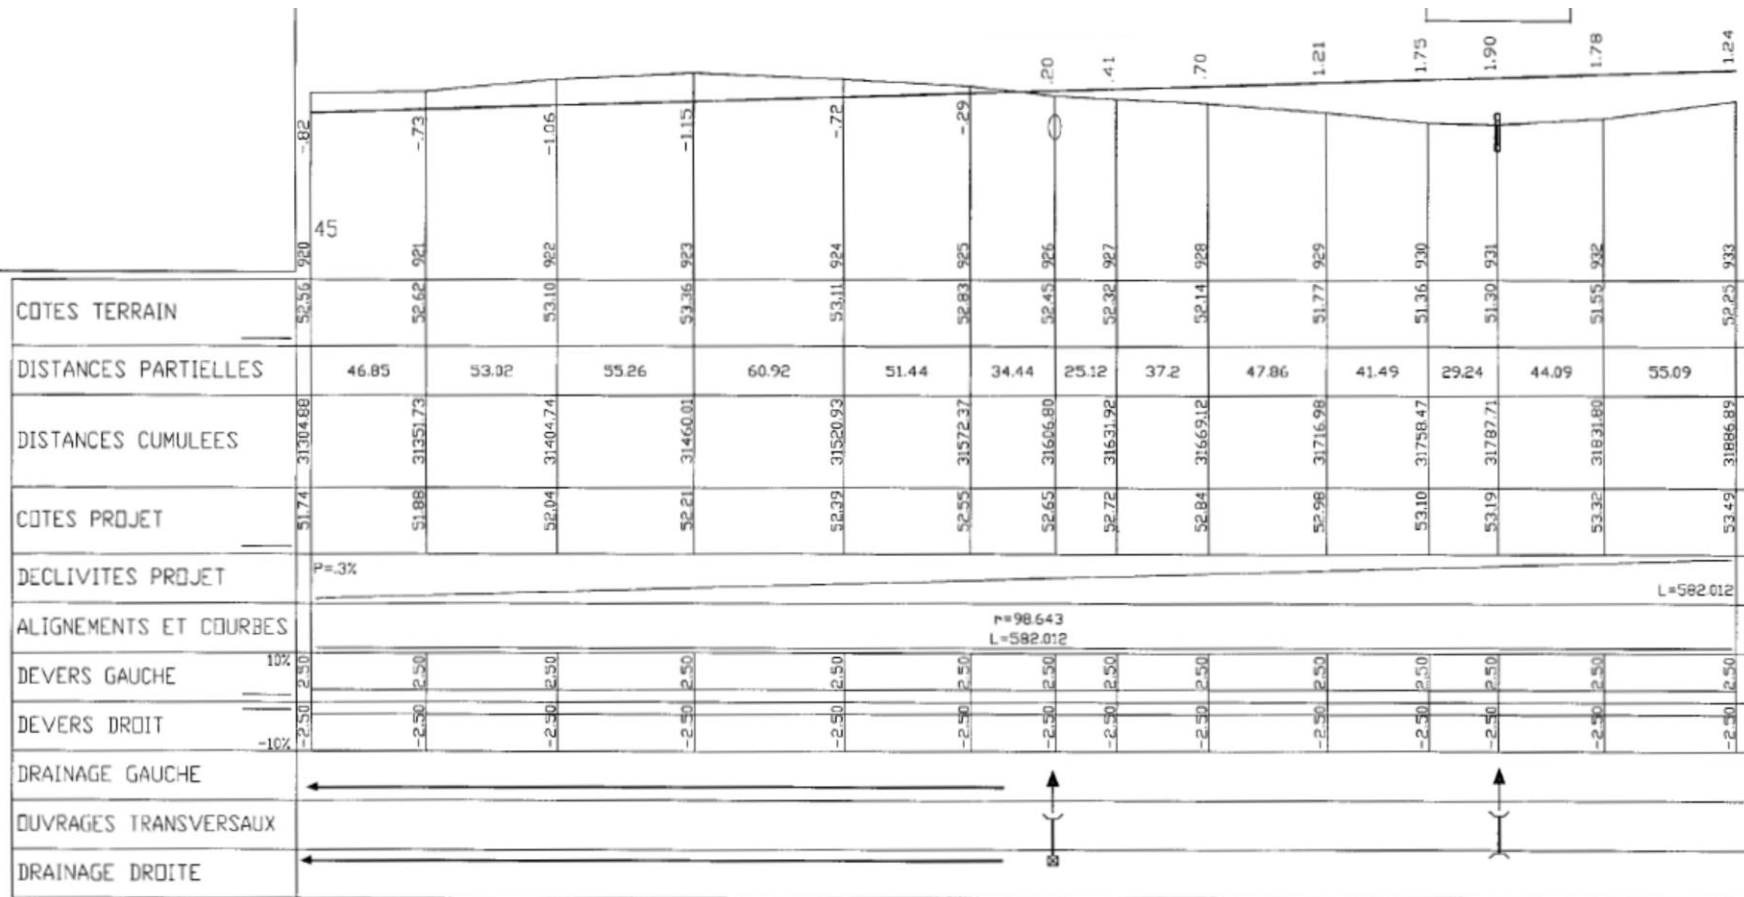 .20 .41 .70 1.21 1.75 1.90 1.78 1.24
-.82 -.73 -1.06 -1.15 -.72 -.29
45
920 921 922 923 924 925 926 927 928 929 930 931 932 933
COTES TERRAIN 52.56 52.62 53.10 53.36 53.11 52.83 52.45 52.32 52.14 51.77 51.36 51.30 51.55 52.25
DISTANCES PARTIELLES 46.85 53.02 55.26 60.92 51.44 34.44 25.12 37.2 47.86 41.49 29.24 44.09 55.09
DISTANCES CUMULEES 31304.88 31351.73 31404.74 31460.01 31520.93 31572.37 31606.80 31631.92 31669.12 31716.98 31758.47 31787.71 31831.80 31886.89
COTES PROJET 51.74 51.88 52.04 52.21 52.39 52.55 52.65 52.72 52.84 52.98 53.10 53.19 53.32 53.49
DECLIVITES PROJET P=.3% L=582.012
ALIGNEMENTS ET COURBES r=98.643
L=582.012
DEVERS GAUCHE 10% 2.50 2.50 2.50 2.50 2.50 2.50 2.50 2.50 2.50 2.50 2.50 2.50 2.50 2.50
DEVERS DROIT -10% -2.50 -2.50 -2.50 -2.50 -2.50 -2.50 -2.50 -2.50 -2.50 -2.50 -2.50 -2.50 -2.50 -2.50
DRAINAGE GAUCHE
OUVRAGES TRANSVERSAUX
DRAINAGE DROITE